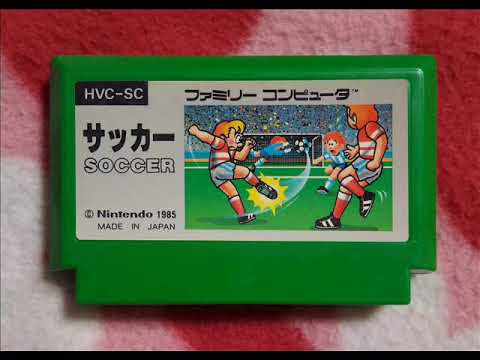 HVC-SC
ファミリー コンピュータ™
サッカー
SOCCER
© Nintendo 1985
MADE IN JAPAN